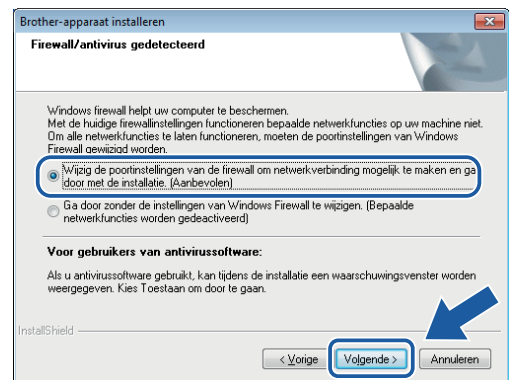 Brother-apparaat installeren
Firewall/antivirus gedetecteerd
Windows firewall helpt uw computer te beschermen.
Met de huidige firewallinstellingen functioneren bepaalde netwerkfuncties op uw machine niet.
Om alle netwerkfuncties te laten functioneren, moeten de poortinstellingen van Windows
Firewall gewijzigd worden.
Wijzig de poortinstellingen van de firewall om netwerkverbinding mogelijk te maken en ga
door met de installatie. (Aanbevolen)
Ga door zonder de instellingen van Windows Firewall te wijzigen. (Bepaalde
netwerkfuncties worden gedeactiveerd)
Voor gebruikers van antivirussoftware:
Als u antivirussoftware gebruikt, kan tijdens de installatie een waarschuwingsvenster worden
weergegeven. Kies Toestaan om door te gaan.
InstallShield
< Vorige Volgende > Annuleren